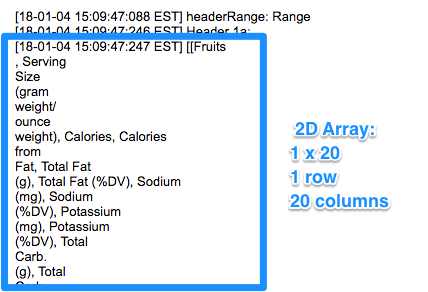 [18-01-04 15:09:47:088 EST] headerRange: Range
[18-01-04 15:09:47:246 EST] Header 1a:
[18-01-04 15:09:47:247 EST] [[Fruits
, Serving
Size
(gram
weight/
ounce
weight), Calories, Calories
from
Fat, Total Fat
(g), Total Fat (%DV), Sodium
(mg), Sodium
(%DV), Potassium
(mg), Potassium
(%DV), Total
Carb.
(g), Total
2D Array:
1 x 20
1 row
20 columns